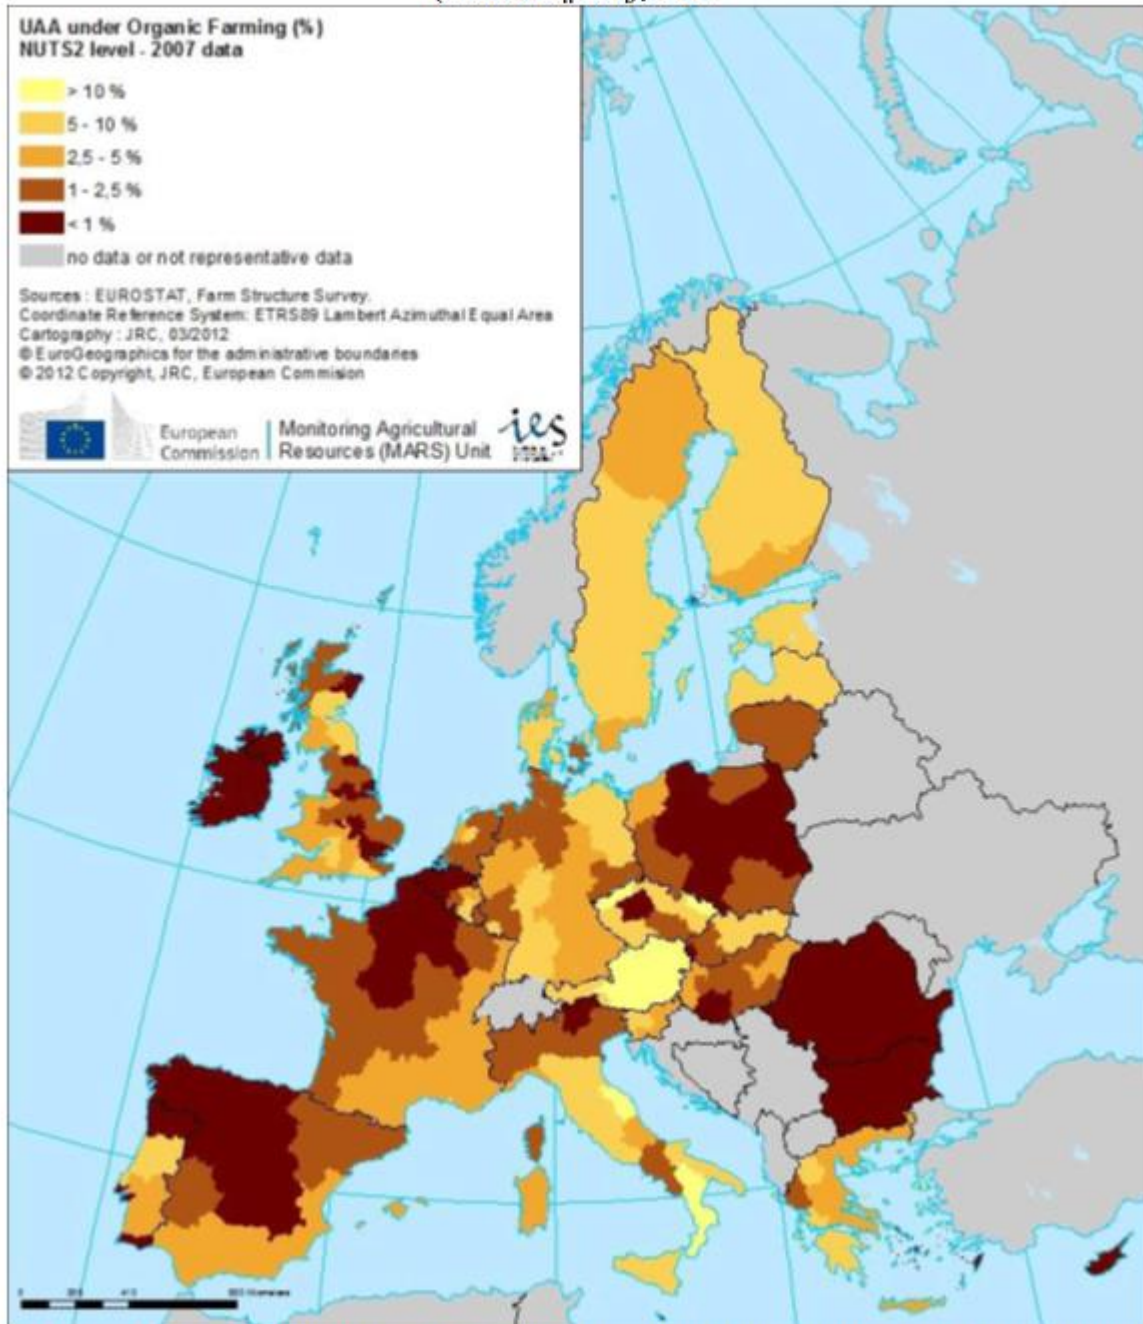 UAA under Organic Farming (%)
NUTS2 level - 2007 data
> 10 %
5 - 10 %
2,5 - 5 %
1 - 2,5 %
< 1 %
no data or not representative data
Sources : EUROSTAT, Farm Structure Survey.
Coordinate Reference System: ETRS89 Lambert Azimuthal Equal Area
Cartography : JRC, 03/2012
© EuroGeographics for the administrative boundaries
© 2012 Copyright, JRC, European Commision
European
Commission
Monitoring Agricultural
Resources (MARS) Unit
ies